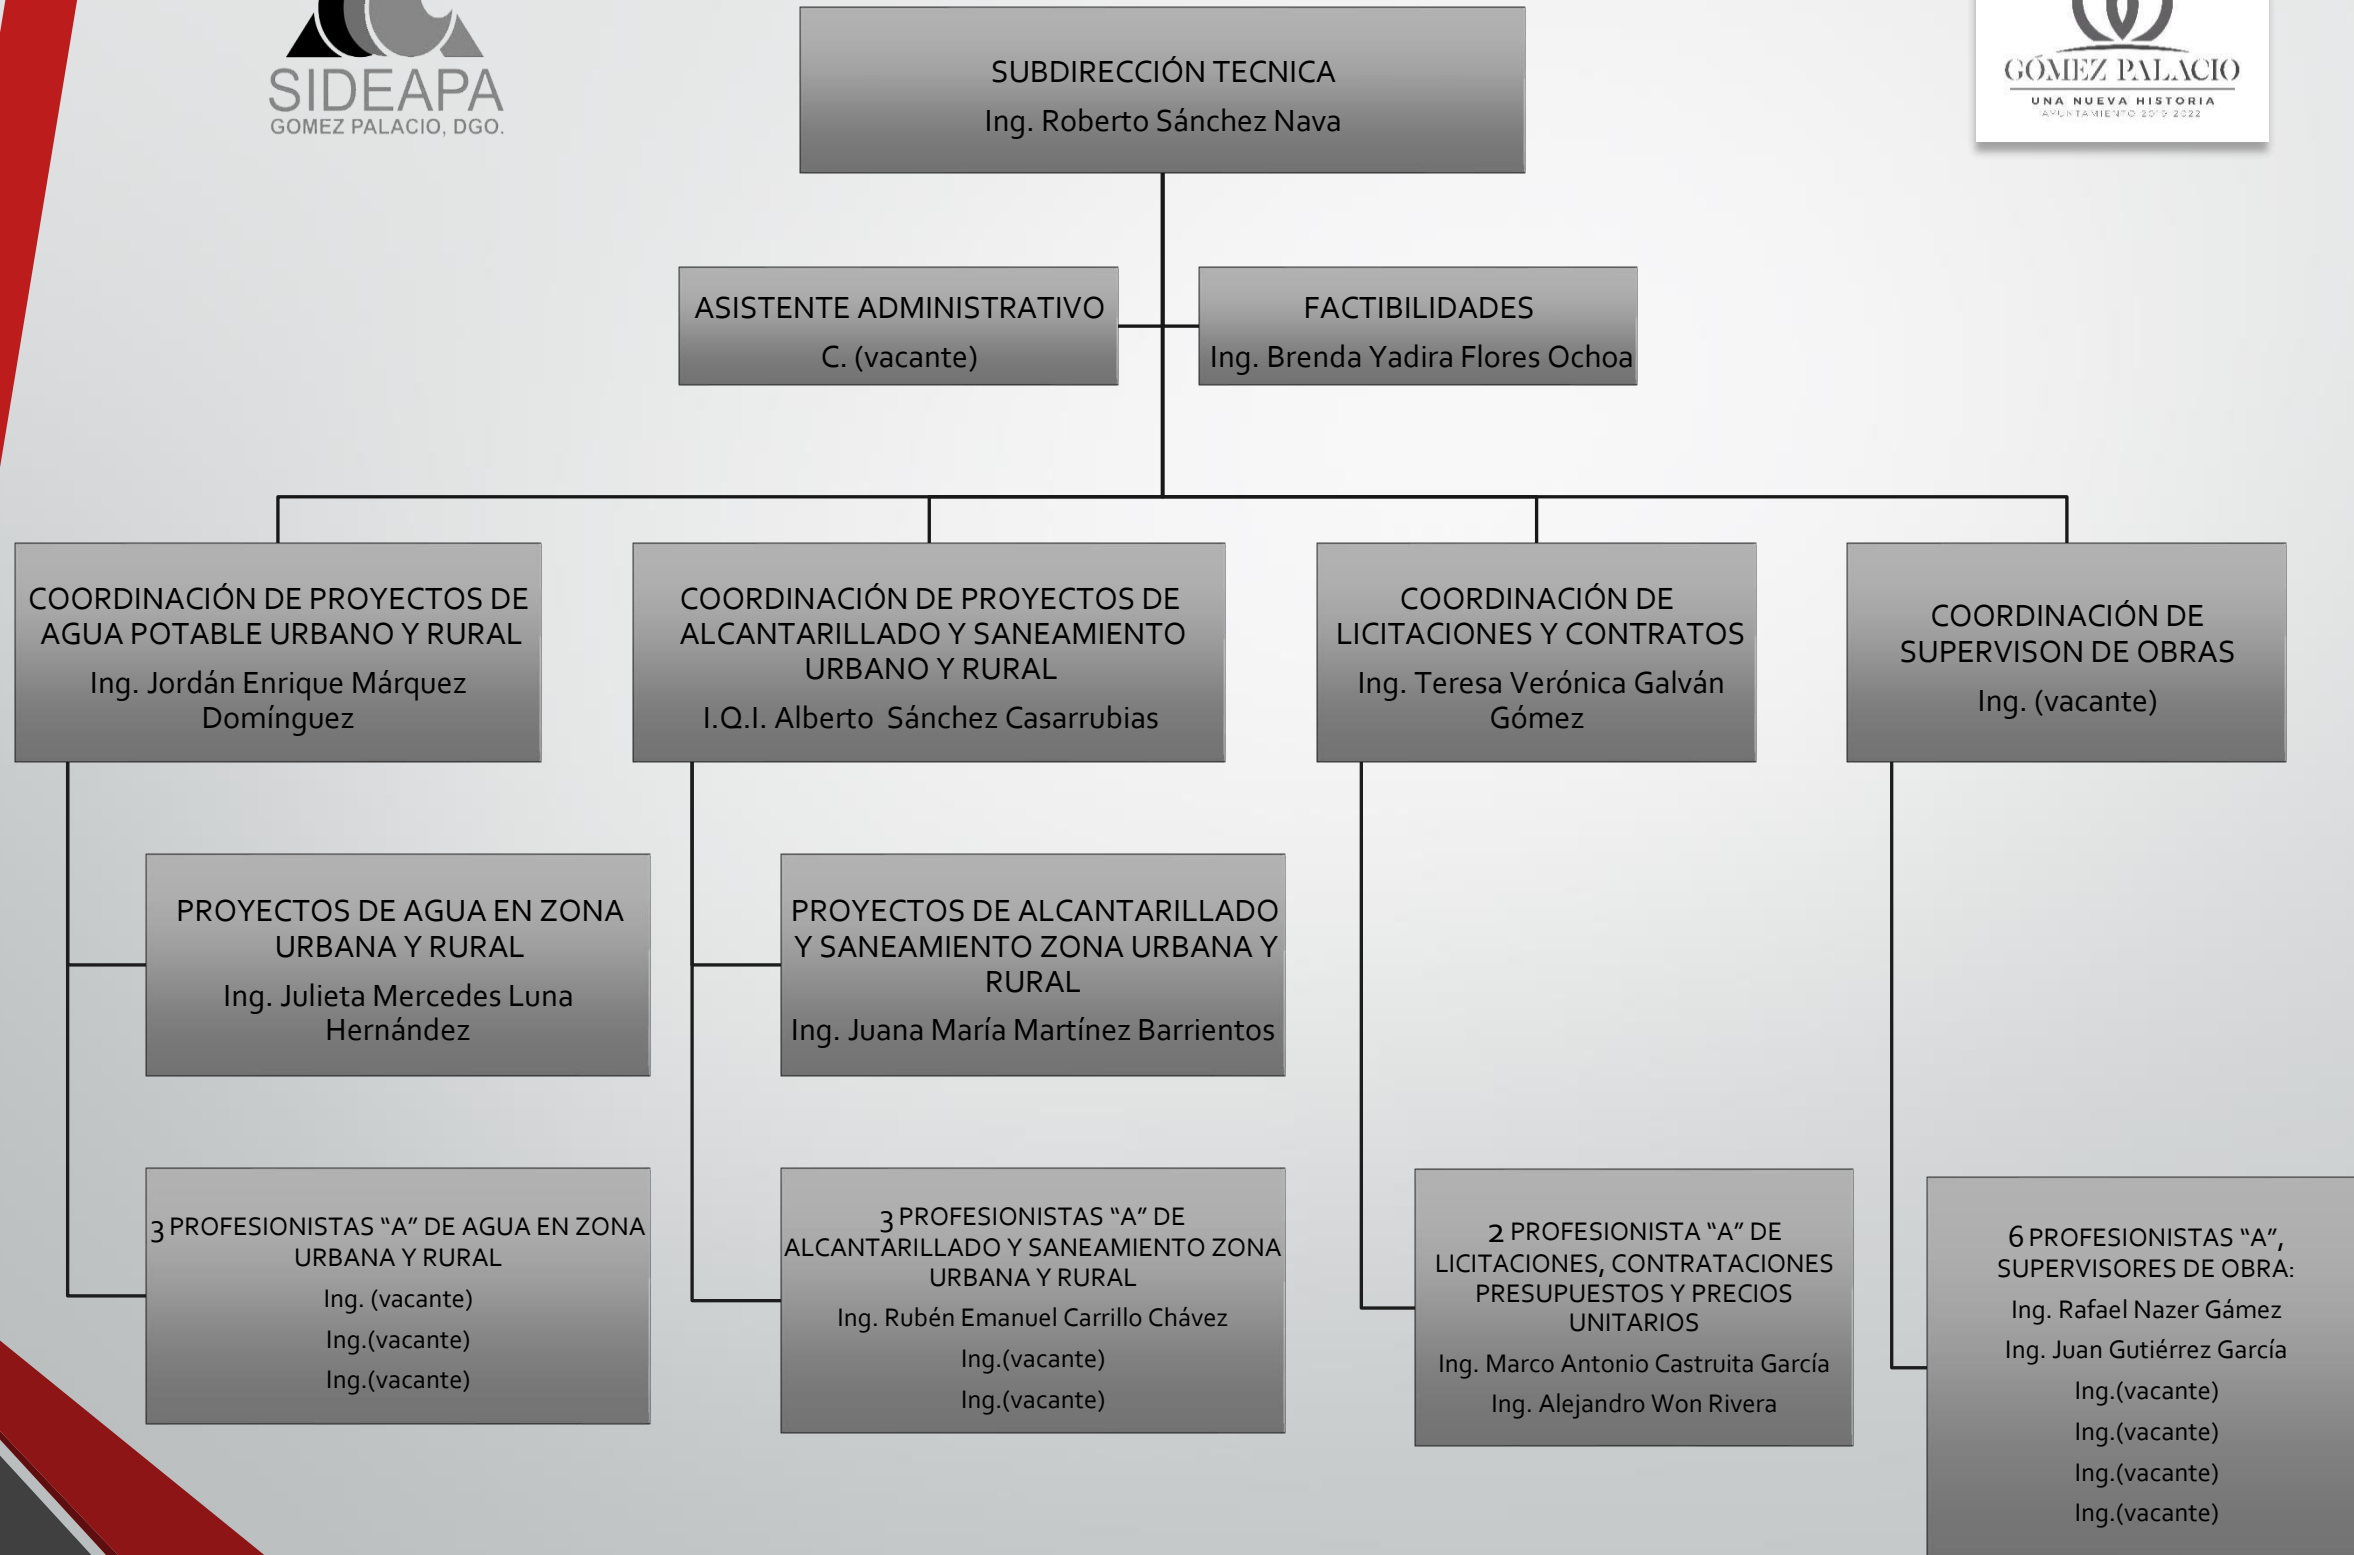 SIDEAPA
GOMEZ PALACIO, DGO.
GÓMEZ PALACIO
UNA NUEVA HISTORIA
AYUNTAMIENTO 2019-2022
SUBDIRECCIÓN TECNICA
Ing. Roberto Sánchez Nava
ASISTENTE ADMINISTRATIVO
C. (vacante)
FACTIBILIDADES
Ing. Brenda Yadira Flores Ochoa
COORDINACIÓN DE PROYECTOS DE
AGUA POTABLE URBANO Y RURAL
Ing. Jordán Enrique Márquez
Domínguez
COORDINACIÓN DE PROYECTOS DE
ALCANTARILLADO Y SANEAMIENTO
URBANO Y RURAL
I.Q.I. Alberto  Sánchez Casarrubias
COORDINACIÓN DE
LICITACIONES Y CONTRATOS
Ing. Teresa Verónica Galván
Gómez
COORDINACIÓN DE
SUPERVISON DE OBRAS
Ing. (vacante)
PROYECTOS DE AGUA EN ZONA
URBANA Y RURAL
Ing. Julieta Mercedes Luna
Hernández
PROYECTOS DE ALCANTARILLADO
Y SANEAMIENTO ZONA URBANA Y
RURAL
Ing. Juana María Martínez Barrientos
3 PROFESIONISTAS “A” DE AGUA EN ZONA
URBANA Y RURAL
Ing. (vacante)
Ing.(vacante)
Ing.(vacante)
3 PROFESIONISTAS “A” DE
ALCANTARILLADO Y SANEAMIENTO ZONA
URBANA Y RURAL
Ing. Rubén Emanuel Carrillo Chávez
Ing.(vacante)
Ing.(vacante)
2 PROFESIONISTA “A” DE
LICITACIONES, CONTRATACIONES
PRESUPUESTOS Y PRECIOS
UNITARIOS
Ing. Marco Antonio Castruita García
Ing. Alejandro Won Rivera
6 PROFESIONISTAS “A”,
SUPERVISORES DE OBRA:
Ing. Rafael Nazer Gámez
Ing. Juan Gutiérrez García
Ing.(vacante)
Ing.(vacante)
Ing.(vacante)
Ing.(vacante)